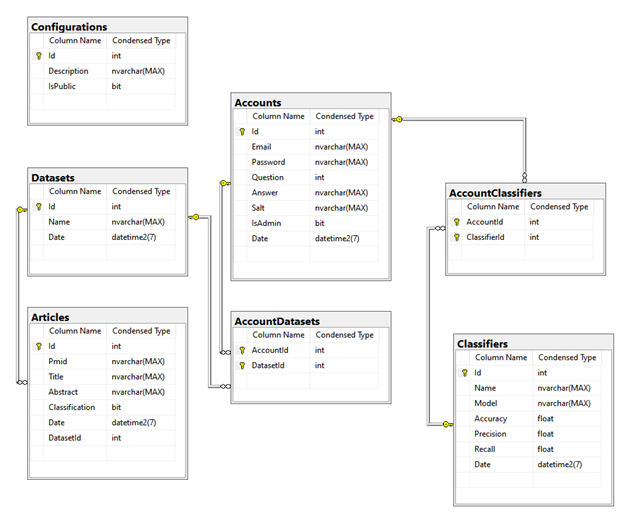 Configurations
Column Name Condensed Type
Id int
Description nvarchar(MAX)
IsPublic bit
Datasets
Column Name Condensed Type
Id int
Name nvarchar(MAX)
Date datetime2(7)
Articles
Column Name Condensed Type
Id int
Pmid nvarchar(MAX)
Title nvarchar(MAX)
Abstract nvarchar(MAX)
Classification bit
Date datetime2(7)
DatasetId int
Accounts
Column Name Condensed Type
Id int
Email nvarchar(MAX)
Password nvarchar(MAX)
Question int
Answer nvarchar(MAX)
Salt nvarchar(MAX)
IsAdmin bit
Date datetime2(7)
AccountDatasets
Column Name Condensed Type
AccountId int
DatasetId int
AccountClassifiers
Column Name Condensed Type
AccountId int
ClassifierId int
Classifiers
Column Name Condensed Type
Id int
Name nvarchar(MAX)
Model nvarchar(MAX)
Accuracy float
Precision float
Recall float
Date datetime2(7)